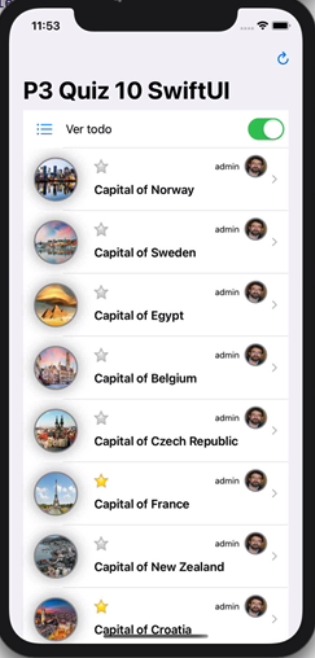 11:53
P3 Quiz 10 SwiftUI
Ver todo
admin
Capital of Norway
admin
Capital of Sweden
admin
Capital of Egypt
admin
Capital of Belgium
admin
Capital of Czech Republic
admin
Capital of France
admin
Capital of New Zealand
admin
Capital of Croatia